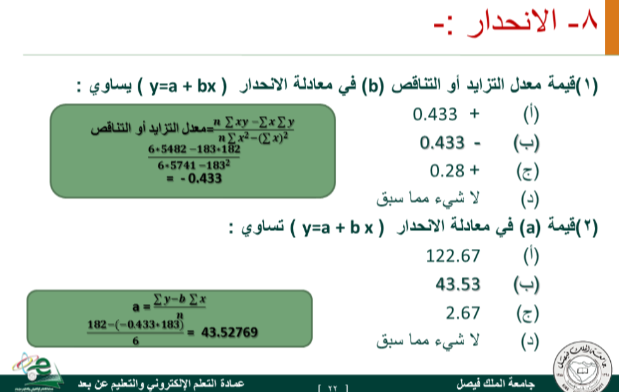 ٨- الانحدار :-
(١)قيمة معدل التزايد أو التناقص (b) في معادلة الانحدار ( y=a + bx ) يساوي :
(أ) 0.433 +
(ب) 0.433 -
(ج) 0.28 +
(د) لا شيء مما سبق
معدل التزايد أو التناقص= n ∑xy −∑x∑y / n ∑x²−(∑x)²
6*5482 −183*182 / 6*5741 −183²
= - 0.433
(٢)قيمة (a) في معادلة الانحدار ( y=a + b x ) تساوي :
(أ) 122.67
(ب) 43.53
(ج) 2.67
(د) لا شيء مما سبق
a = ∑y−b ∑x / n
182−(−0.433*183) / 6 = 43.52769
جامعة الملك فيصل
[ ٢٢ ]
عمادة التعلم الإلكتروني والتعليم عن بعد